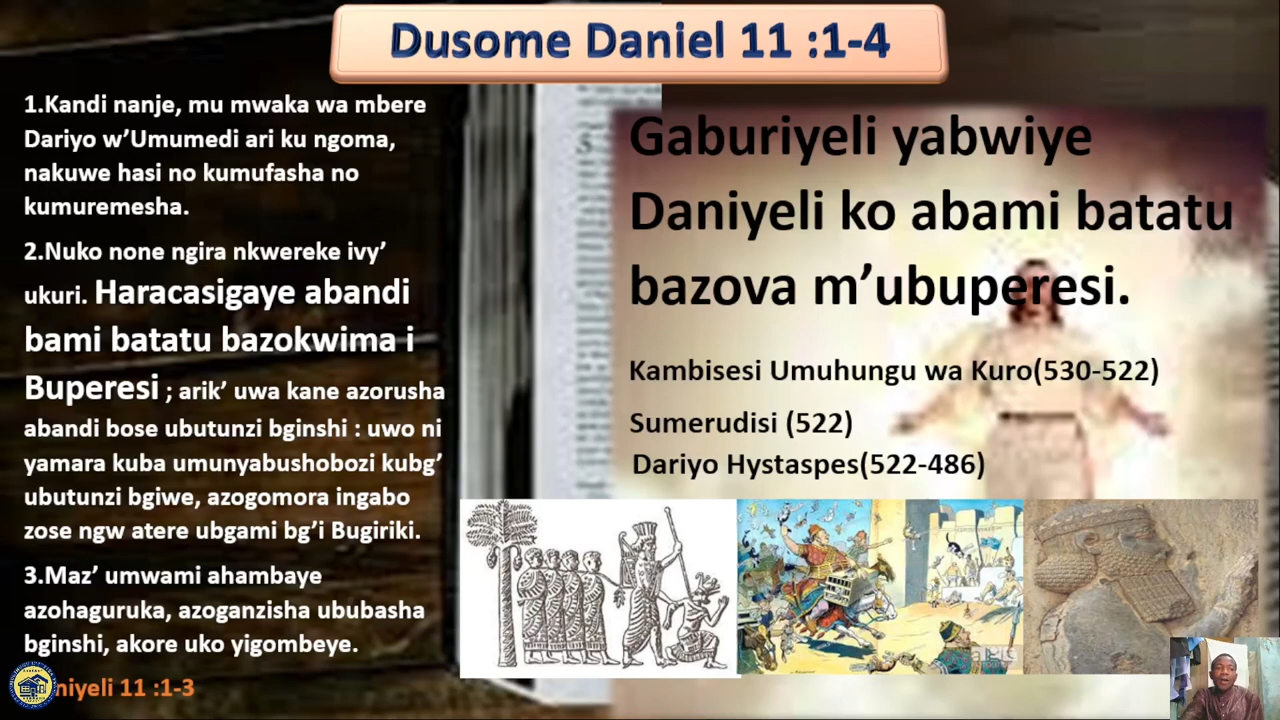 Dusome Daniel 11 :1-4
1.Kandi nanje, mu mwaka wa mbere
Dariyo w’Umumedi ari ku ngoma,
nakuwe hasi no kumufasha no
kumuremesha.
2.Nuko none ngira nkwereke ivy’
ukuri. Haracasigaye abandi
bami batatu bazokwima i
Buperesi ; arik’ uwa kane azorusha
abandi bose ubutunzi bginshi : uwo ni
yamara kuba umunyabushobozi kubg’
ubutunzi bgiwe, azogomora ingabo
zose ngw atere ubgami bg’i Bugiriki.
3.Maz’ umwami ahambaye
azohaguruka, azoganzisha ububasha
bginshi, akore uko yigombeye.
niyeli 11 :1-3
Gaburiyeli yabwiye
Daniyeli ko abami batatu
bazova m’ubuperesi.
Kambisesi Umuhungu wa Kuro(530-522)
Sumerudisi (522)
Dariyo Hystaspes(522-486)